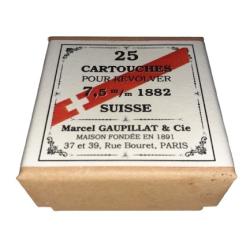 25
CARTOUCHES
POUR REVOLVER
7,5 m/m 1882
SUISSE
Marcel GAUPILLAT & Cie
MAISON FONDÉE EN 1891
37 et 39, Rue Bouret, PARIS